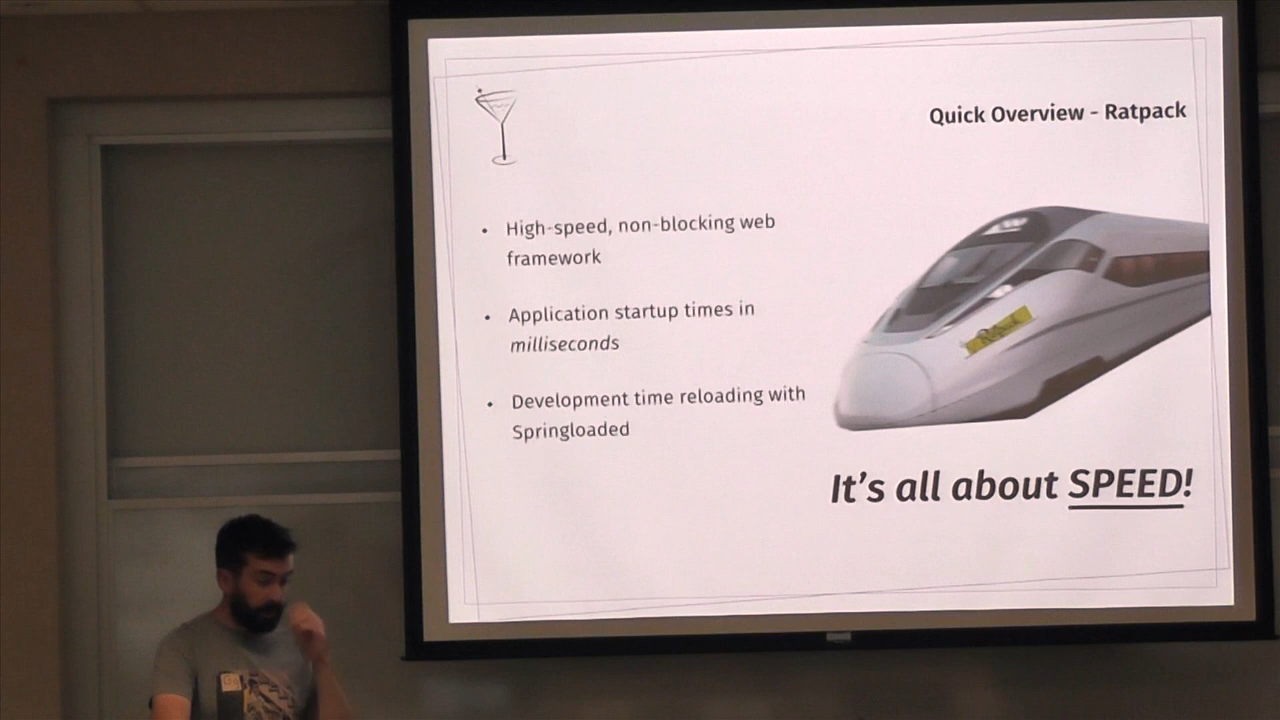 Quick Overview - Ratpack
• High-speed, non-blocking web
framework
• Application startup times in
milliseconds
• Development time reloading with
Springloaded
Ratpack
It's all about SPEED!